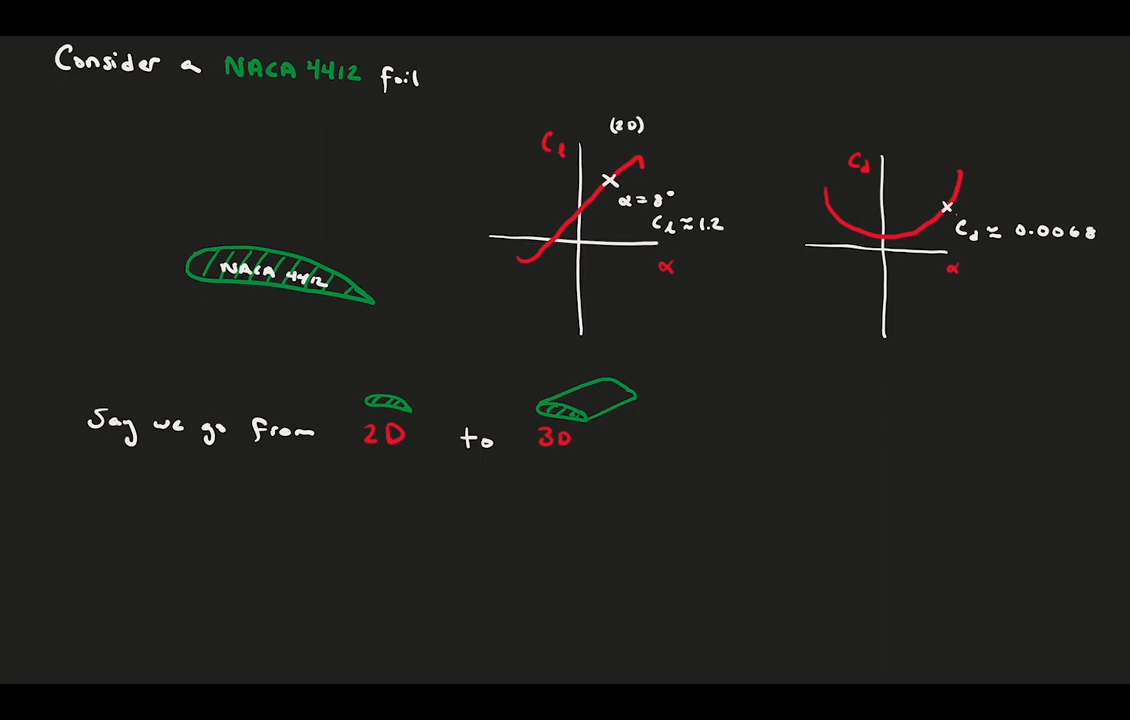 Consider a NACA 4412 foil
(2D)
Cl
α = 8°
Cl ≈ 1.2
α
Cd
Cd ≈ 0.0068
α
NACA 4412
Say we go from 2D to 3D